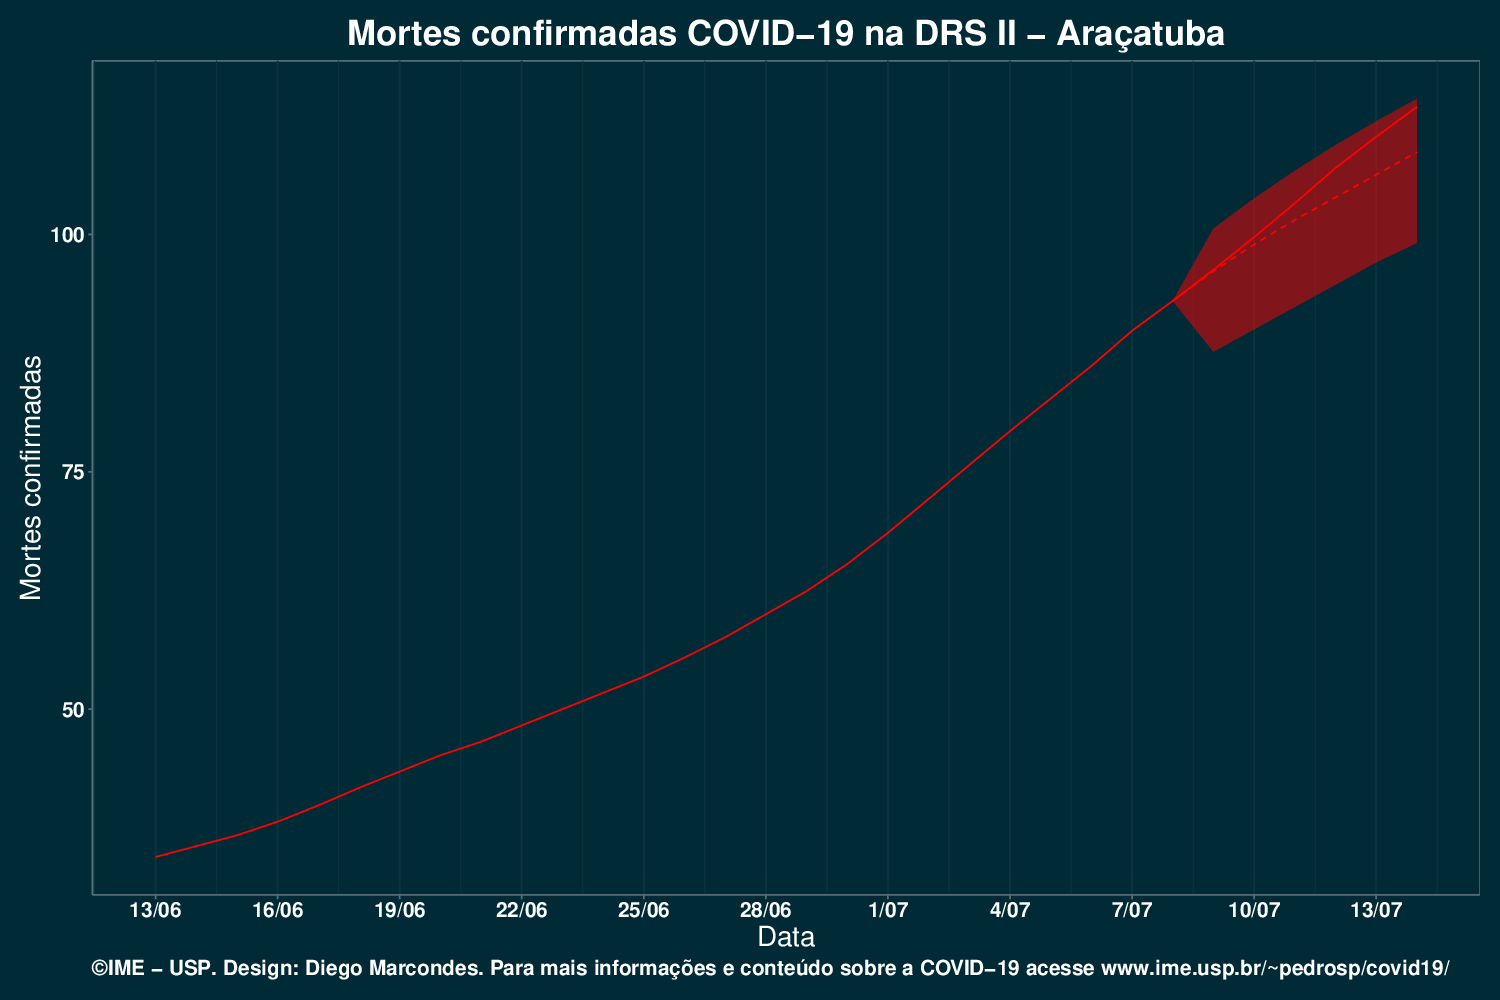 Mortes confirmadas COVID−19 na DRS II − Araçatuba
Mortes confirmadas
100
75
50
13/06 16/06 19/06 22/06 25/06 28/06 1/07 4/07 7/07 10/07 13/07
Data
©IME − USP. Design: Diego Marcondes. Para mais informações e conteúdo sobre a COVID−19 acesse www.ime.usp.br/~pedrosp/covid19/